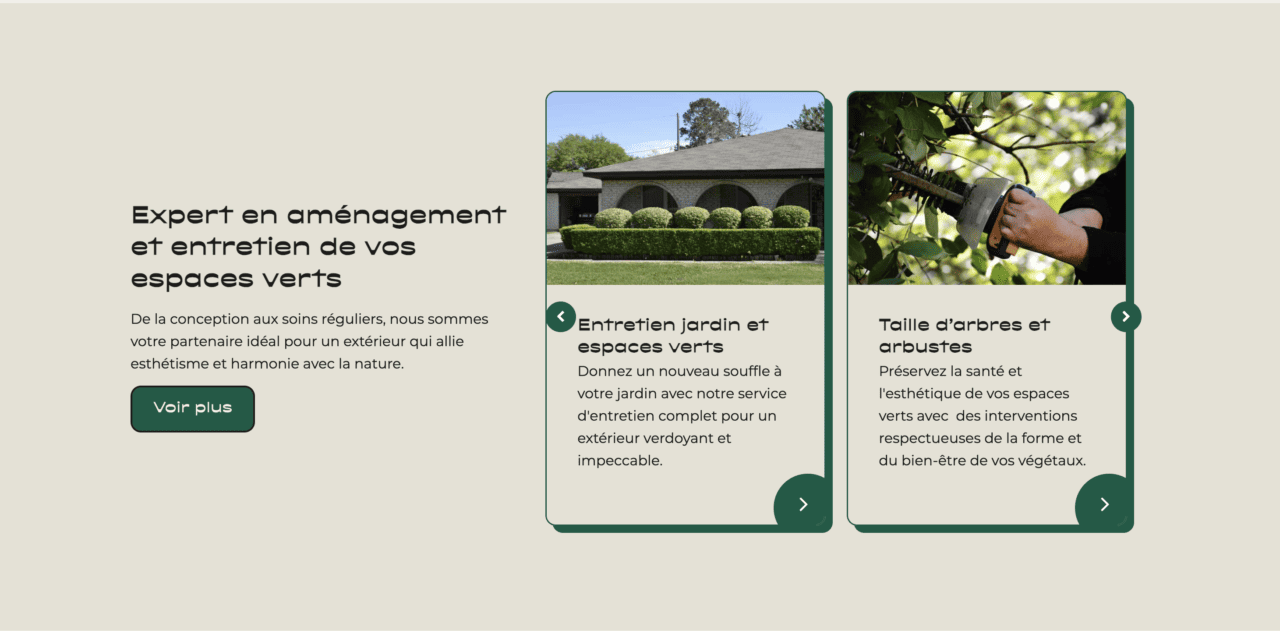 Expert en aménagement
et entretien de vos
espaces verts
De la conception aux soins réguliers, nous sommes
votre partenaire idéal pour un extérieur qui allie
esthétisme et harmonie avec la nature.
Voir plus
Entretien jardin et
espaces verts
Donnez un nouveau souffle à
votre jardin avec notre service
d'entretien complet pour un
extérieur verdoyant et
impeccable.
Taille d'arbres et
arbustes
Préservez la santé et
l'esthétique de vos espaces
verts avec  des interventions
respectueuses de la forme et
du bien-être de vos végétaux.